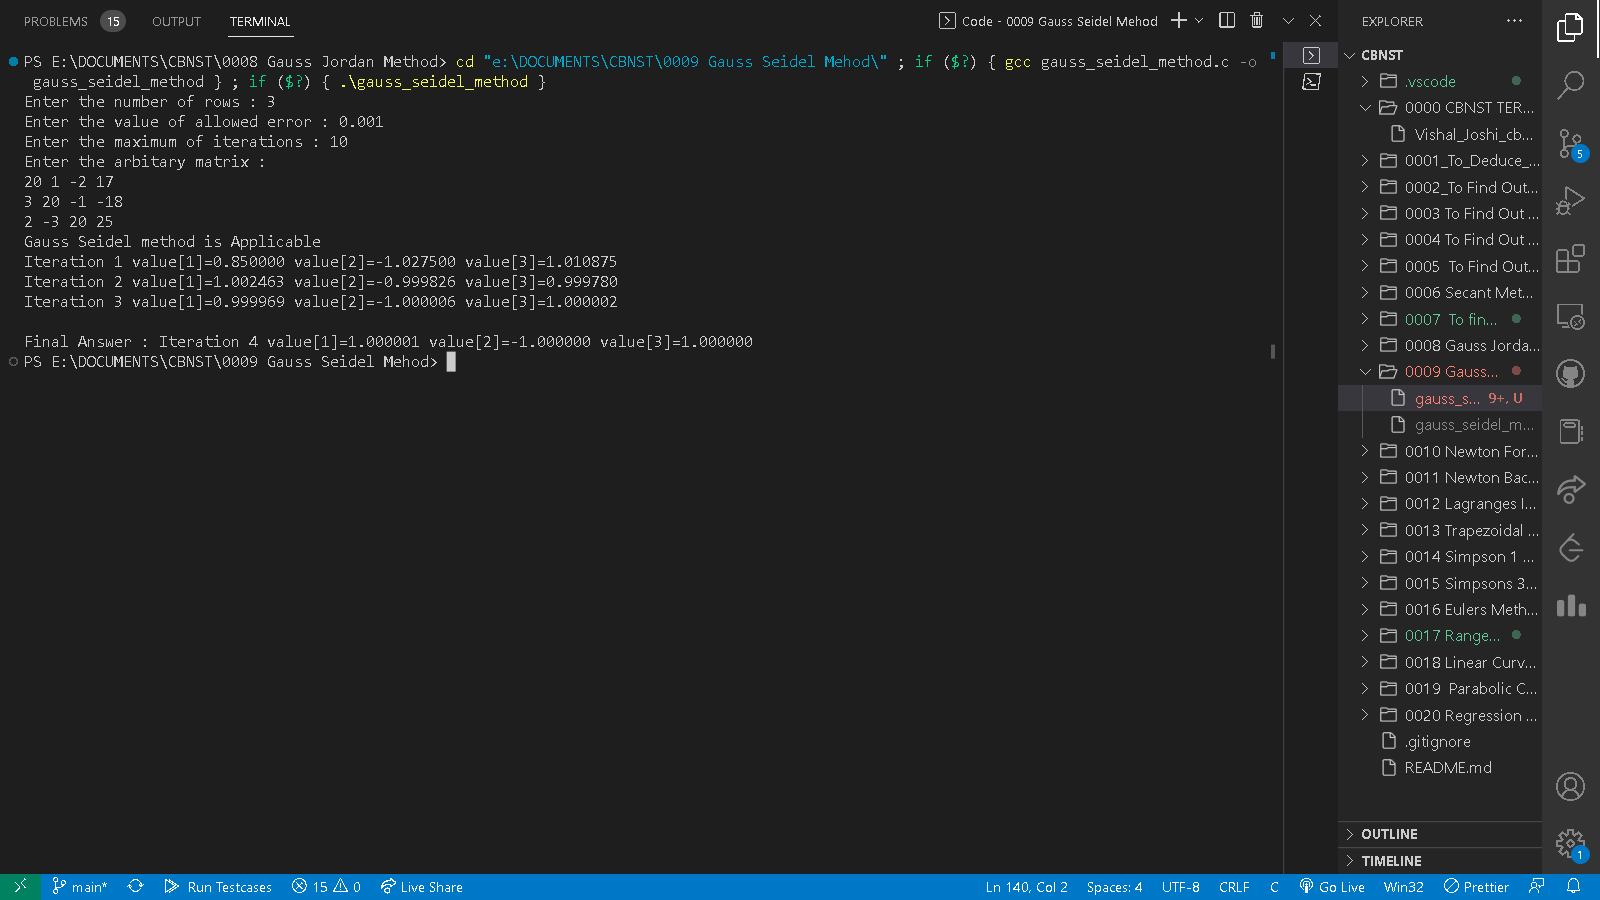 PROBLEMS 15 OUTPUT TERMINAL
Code - 0009 Gauss Seidel Mehod
PS E:\DOCUMENTS\CBNST\0008 Gauss Jordan Method> cd "e:\DOCUMENTS\CBNST\0009 Gauss Seidel Mehod\" ; if ($?) { gcc gauss_seidel_method.c -o
gauss_seidel_method } ; if ($?) { .\gauss_seidel_method }
Enter the number of rows : 3
Enter the value of allowed error : 0.001
Enter the maximum of iterations : 10
Enter the arbitary matrix :
20 1 -2 17
3 20 -1 -18
2 -3 20 25
Gauss Seidel method is Applicable
Iteration 1 value[1]=0.850000 value[2]=-1.027500 value[3]=1.010875
Iteration 2 value[1]=1.002463 value[2]=-0.999826 value[3]=0.999780
Iteration 3 value[1]=0.999969 value[2]=-1.000006 value[3]=1.000002
Final Answer : Iteration 4 value[1]=1.000001 value[2]=-1.000000 value[3]=1.000000
PS E:\DOCUMENTS\CBNST\0009 Gauss Seidel Mehod>
EXPLORER
CBNST
.vscode
0000 CBNST TER...
Vishal_Joshi_cb...
0001_To_Deduce_...
0002_To Find Out...
0003 To Find Out ...
0004 To Find Out ...
0005 To Find Out...
0006 Secant Met...
0007 To fin...
0008 Gauss Jorda...
0009 Gauss...
gauss_s... 9+, U
gauss_seidel_m...
0010 Newton For...
0011 Newton Bac...
0012 Lagranges I...
0013 Trapezoidal ...
0014 Simpson 1 ...
0015 Simpsons 3...
0016 Eulers Meth...
0017 Range...
0018 Linear Curv...
0019 Parabolic C...
0020 Regression ...
.gitignore
README.md
OUTLINE
TIMELINE
5
1
main* Run Testcases 15 0 Live Share
Ln 140, Col 2 Spaces: 4 UTF-8 CRLF C Go Live Win32 Prettier